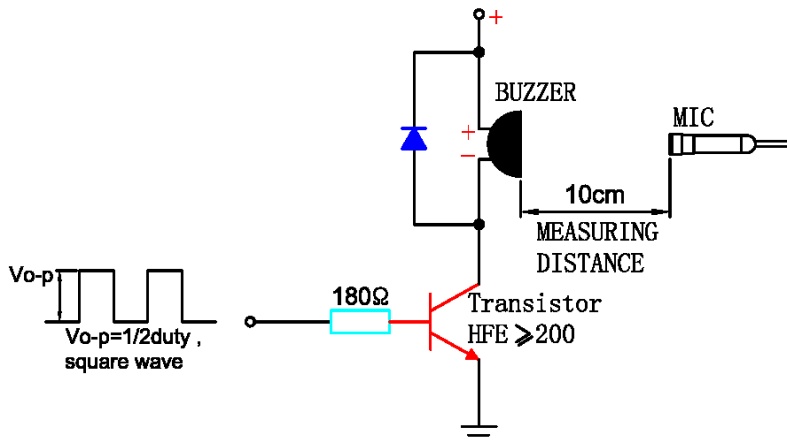 +
BUZZER
+
−
MIC
10cm
MEASURING
DISTANCE
Vo-p
180Ω
Transistor
HFE ≥200
Vo-p=1/2duty ,
square wave